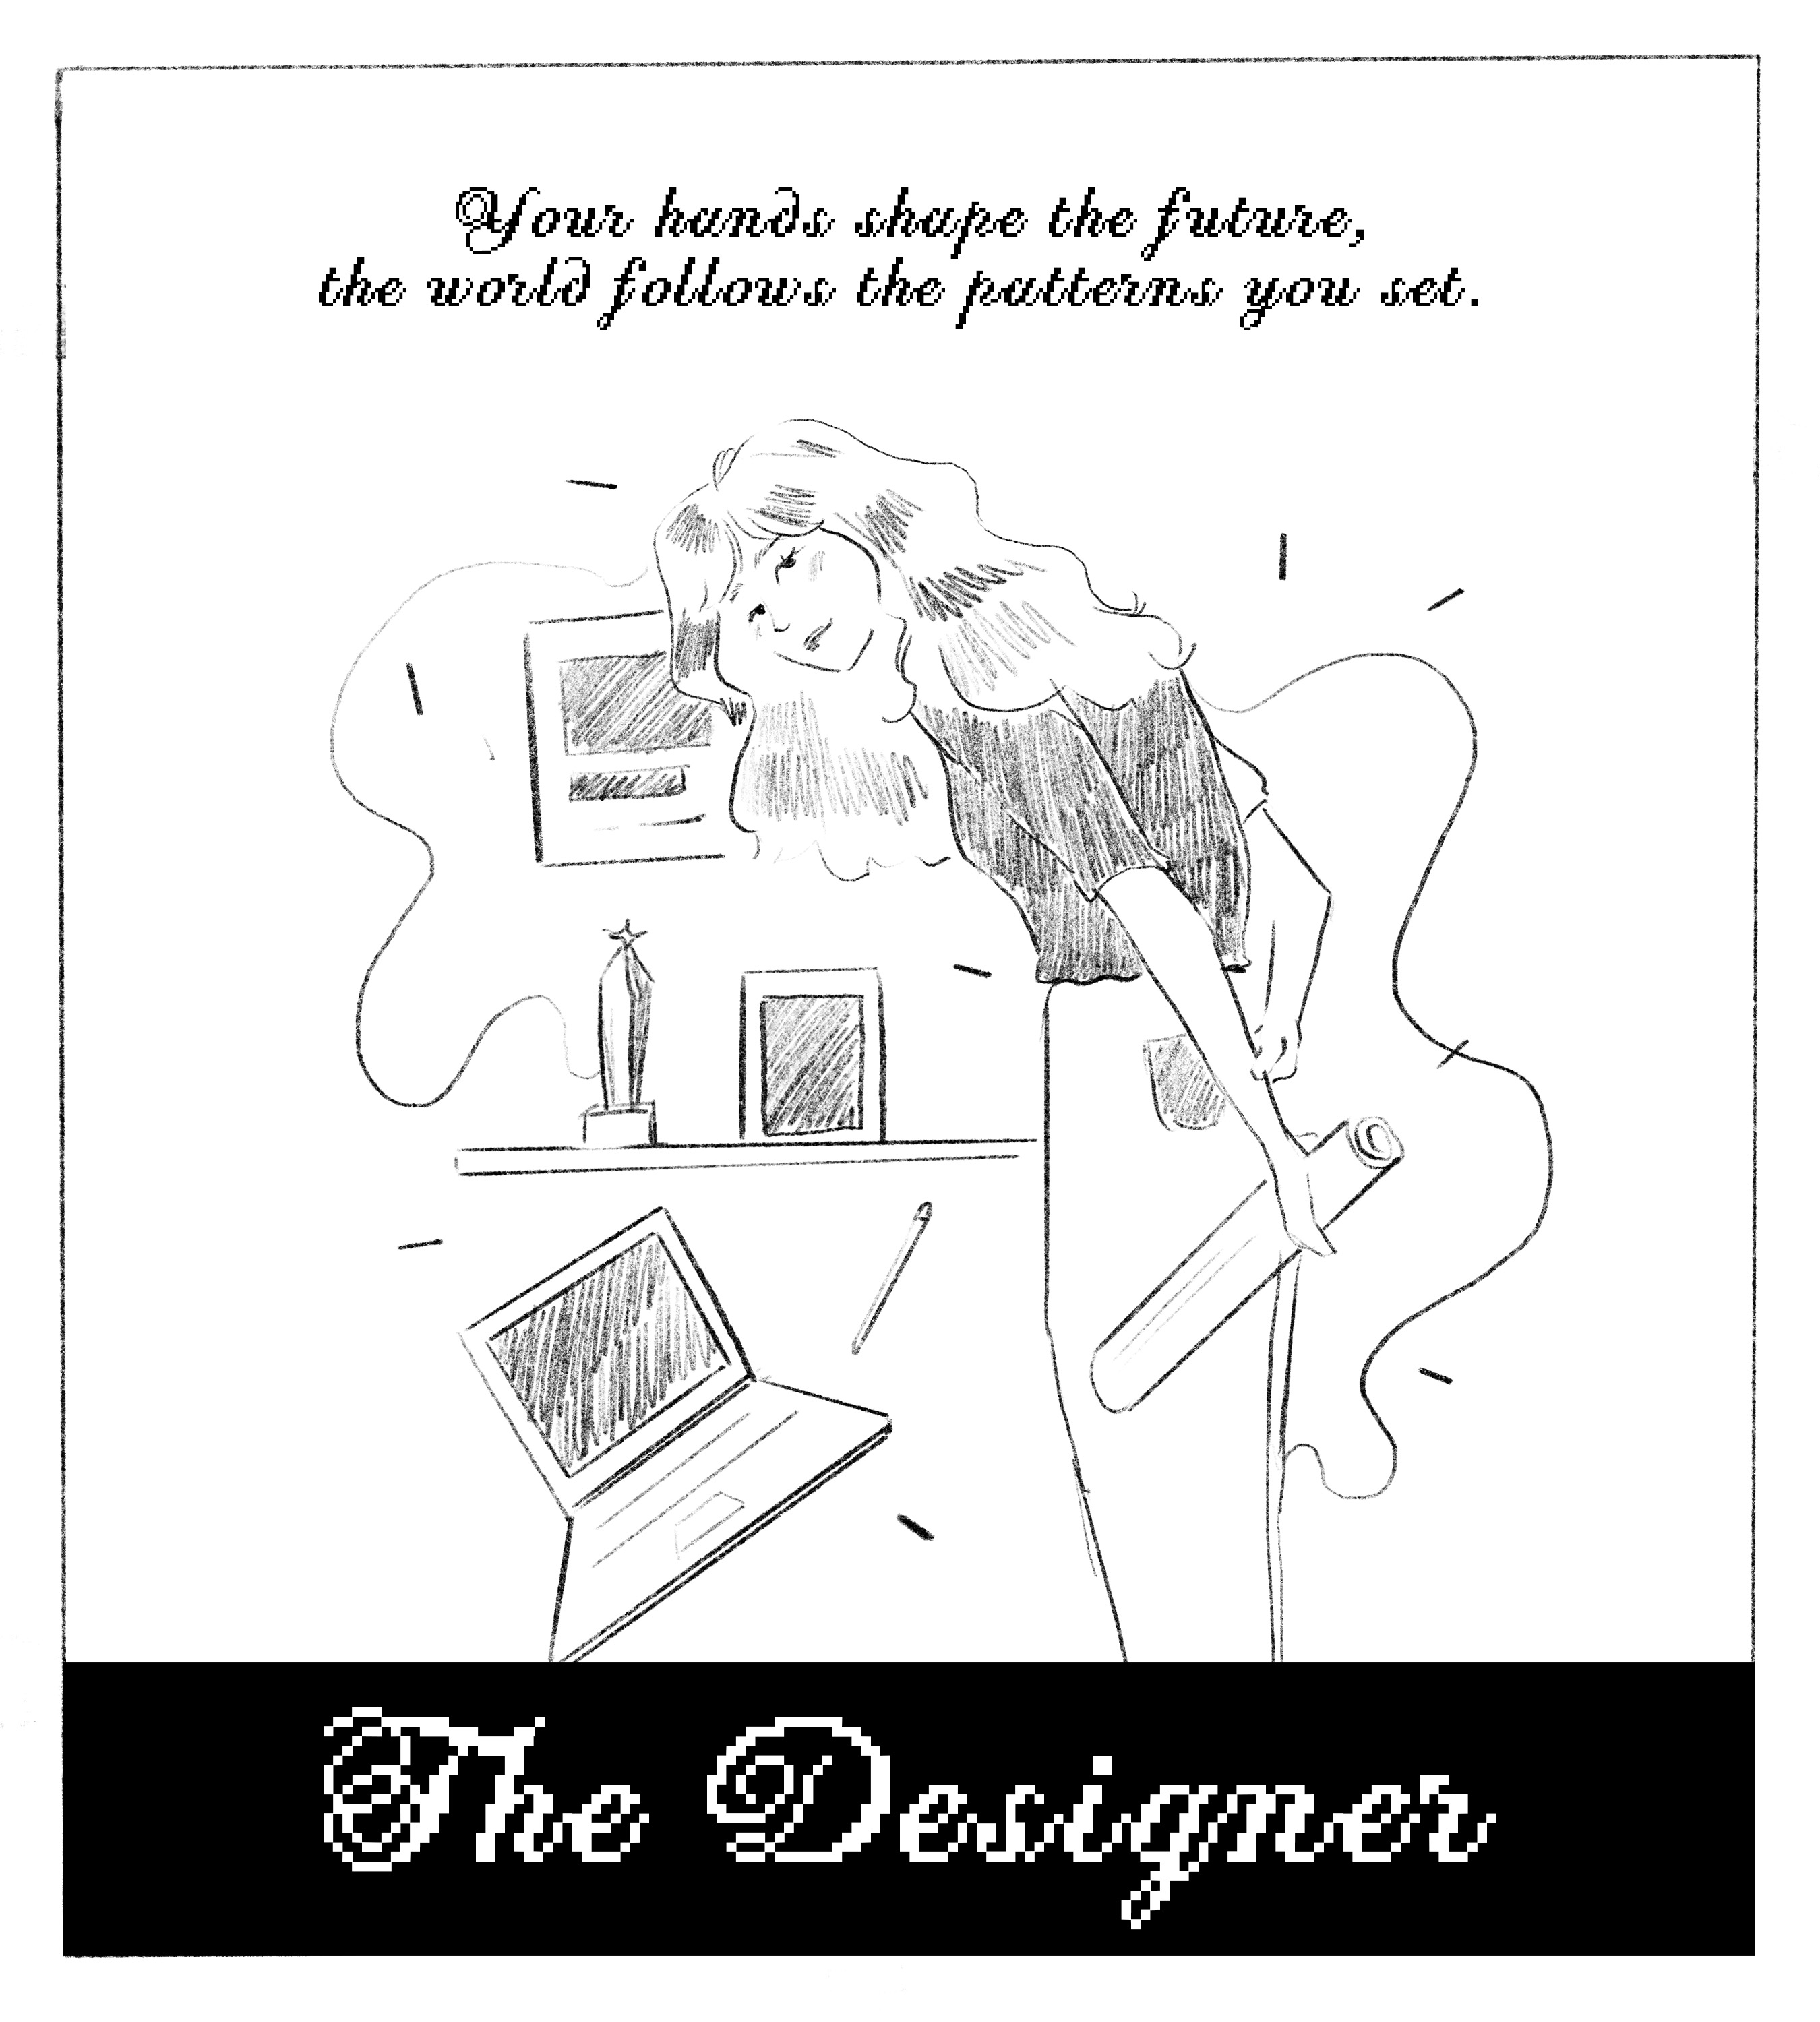 Your hands shape the future,
the world follows the patterns you set.
The Designer